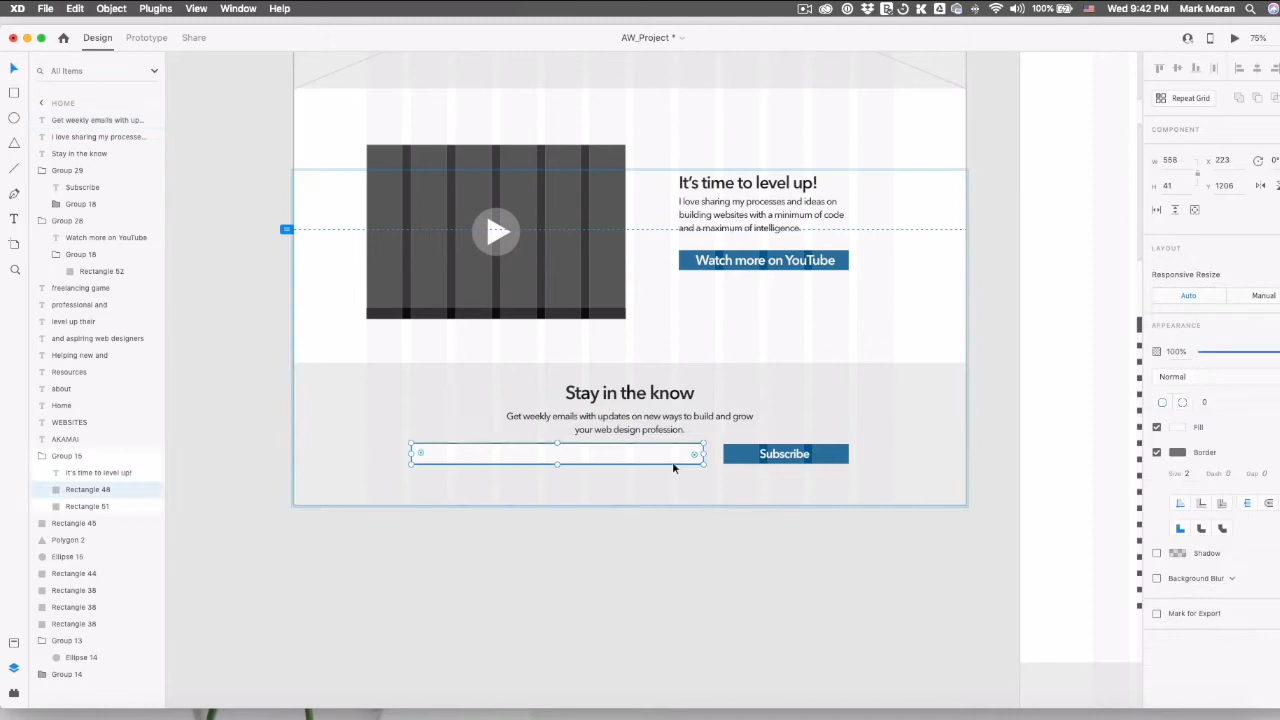 XD File Edit Object Plugins View Window Help 100% Wed 9:42 PM Mark Moran
Design Prototype Share AW_Project * 75%
All Items
HOME
Get weekly emails with up...
I love sharing my processe...
Stay in the know
Group 29
Subscribe
Group 18
Group 28
Watch more on YouTube
Group 18
Rectangle 52
freelancing game
professional and
level up their
and aspiring web designers
Helping new and
Resources
about
Home
WEBSITES
AKAMAI
Group 15
It's time to level up!
Rectangle 48
Rectangle 51
Rectangle 45
Polygon 2
Ellipse 15
Rectangle 44
Rectangle 38
Rectangle 38
Rectangle 38
Group 13
Ellipse 14
Group 14
It's time to level up!
I love sharing my processes and ideas on
building websites with a minimum of code
and a maximum of intelligence.
Watch more on YouTube
Stay in the know
Get weekly emails with updates on new ways to build and grow
your web design profession.
Subscribe
Repeat Grid
COMPONENT
W 558 X 223 0°
H 41 Y 1206
LAYOUT
Responsive Resize
Auto Manual
APPEARANCE
100%
Normal
0
Fill
Border
Size 2 Dash 0 Gap 0
Shadow
Background Blur
Mark for Export